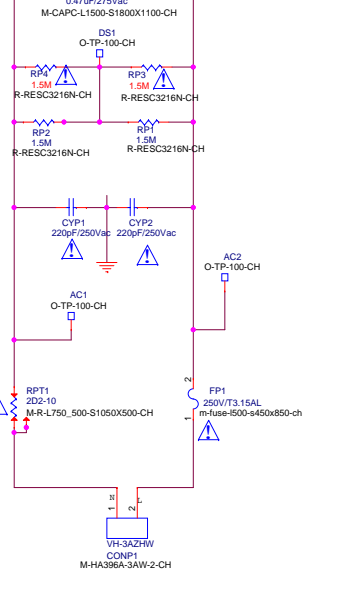 0.47uF/275Vac
M-CAPC-L1500-S1800X1100-CH
DS1
O-TP-100-CH
RP4
1.5M
R-RESC3216N-CH
RP3
1.5M
R-RESC3216N-CH
RP2
1.5M
R-RESC3216N-CH
RP1
1.5M
R-RESC3216N-CH
CYP1
220pF/250Vac
CYP2
220pF/250Vac
AC2
O-TP-100-CH
AC1
O-TP-100-CH
RPT1
2D2-10
M-R-L750_500-S1050X500-CH
2
FP1
250V/T3.15AL
m-fuse-l500-s450x850-ch
1
N
L
1
2
VH-3AZHW
CONP1
M-HA396A-3AW-2-CH